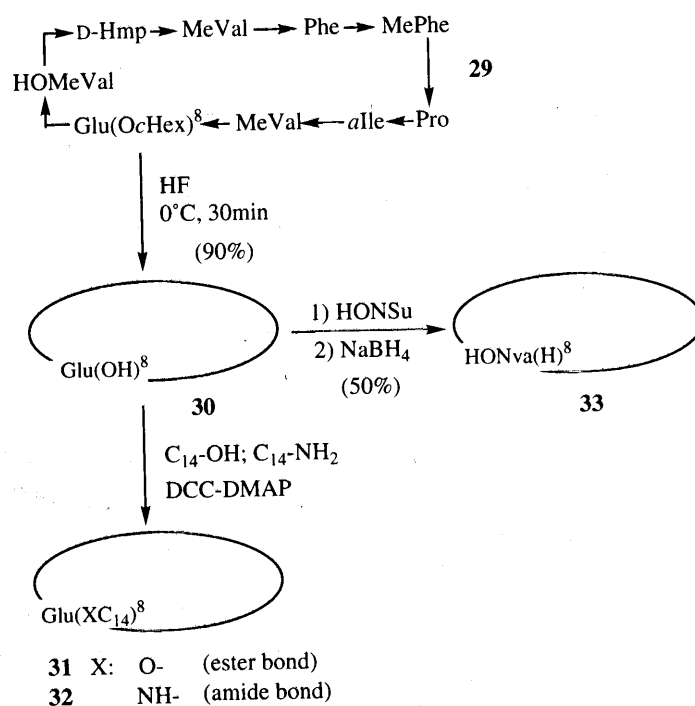 D-Hmp → MeVal → Phe → MePhe
HOMeVal
29
Glu(OcHex)⁸ ← MeVal ← aIle ← Pro
HF
0°C, 30min
(90%)
1) HONSu
2) NaBH₄
(50%)
Glu(OH)⁸
HONva(H)⁸
30
33
C₁₄-OH; C₁₄-NH₂
DCC-DMAP
Glu(XC₁₄)⁸
31 X: O- (ester bond)
32 NH- (amide bond)